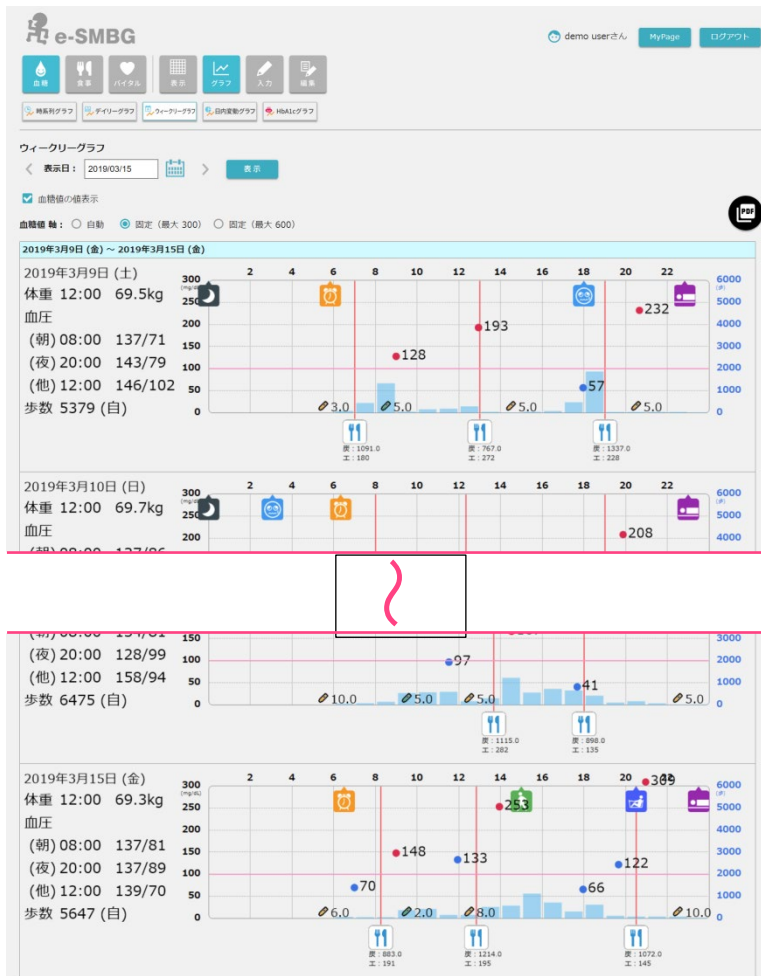 e-SMBG
demo userさん MyPage ログアウト
血糖 食事 バイタル 表示 グラフ 入力 編集
時系列グラフ デイリーグラフ ウィークリーグラフ 日内変動グラフ HbA1cグラフ
ウィークリーグラフ
表示日： 2019/03/15 表示
血糖値の値表示
血糖値 軸： 自動 固定（最大 300） 固定（最大 600）
PDF
2019年3月9日 (金) ～ 2019年3月15日 (金)
2019年3月9日 (土)
体重 12:00 69.5kg
血圧
(朝) 08:00 137/71
(夜) 20:00 143/79
(他) 12:00 146/102
歩数 5379 (自)
2 4 6 8 10 12 14 16 18 20 22
300 6000
(mg/dL) (歩)
250 5000
200 4000
150 3000
100 2000
50 1000
0 0
128 193 57 232
3.0 5.0 5.0 5.0
炭：1091.0 炭：767.0 炭：1337.0
エ：180 エ：272 エ：228
2019年3月10日 (日)
体重 12:00 69.7kg
血圧
2 4 6 8 10 12 14 16 18 20 22
300 6000
(歩)
250 5000
200 4000
208
(夜) 20:00 128/99
(他) 12:00 158/94
歩数 6475 (自)
150 3000
100 2000
50 1000
0 0
97 41
10.0 5.0 5.0 5.0
炭：1115.0 炭：898.0
エ：282 エ：135
2019年3月15日 (金)
体重 12:00 69.3kg
血圧
(朝) 08:00 137/81
(夜) 20:00 137/89
(他) 12:00 139/70
歩数 5647 (自)
2 4 6 8 10 12 14 16 18 20 22
300 6000
(mg/dL) (歩)
250 5000
200 4000
150 3000
100 2000
50 1000
0 0
70 148 133 253 66 122 309
6.0 2.0 8.0 10.0
炭：883.0 炭：1214.0 炭：1072.0
エ：191 エ：195 エ：145